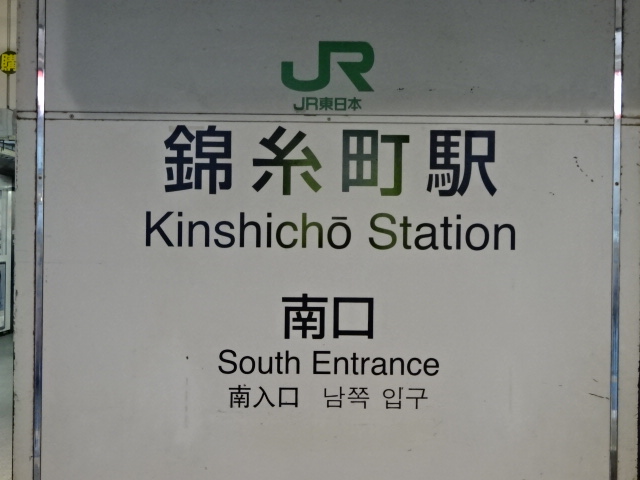 購
JR
JR東日本
錦糸町駅
Kinshichō Station
南口
South Entrance
南入口 남쪽 입구